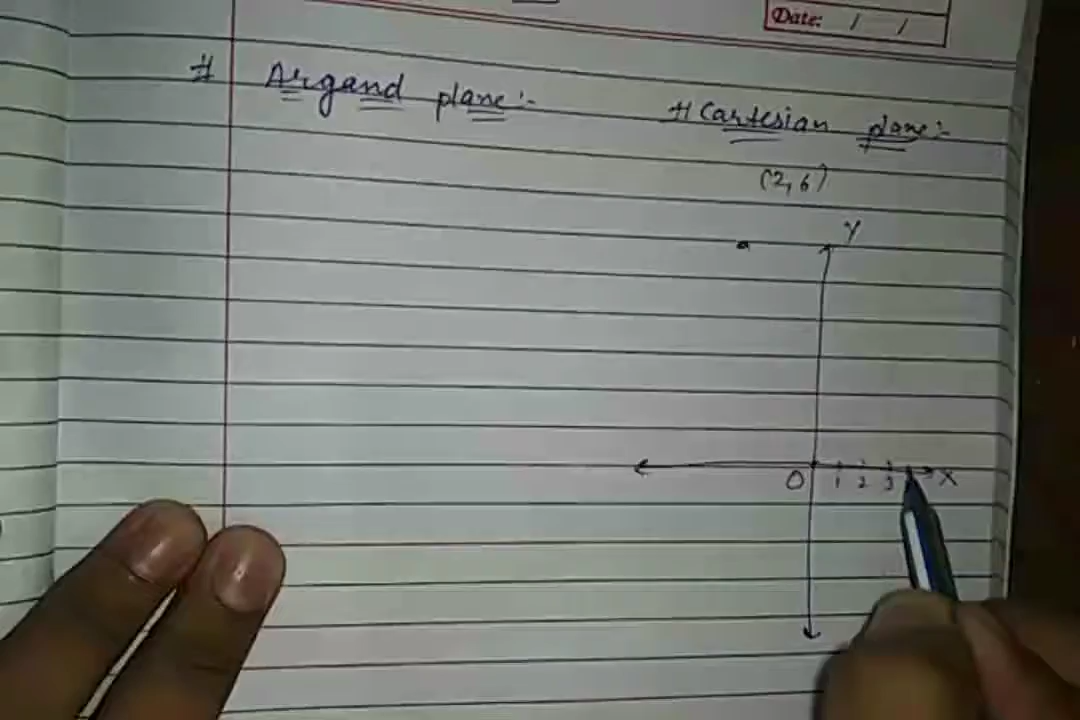 Date: / /
# Argand plane:-
# Cartesian plane:-
(2, 6)
Y
O 1 2 3 X